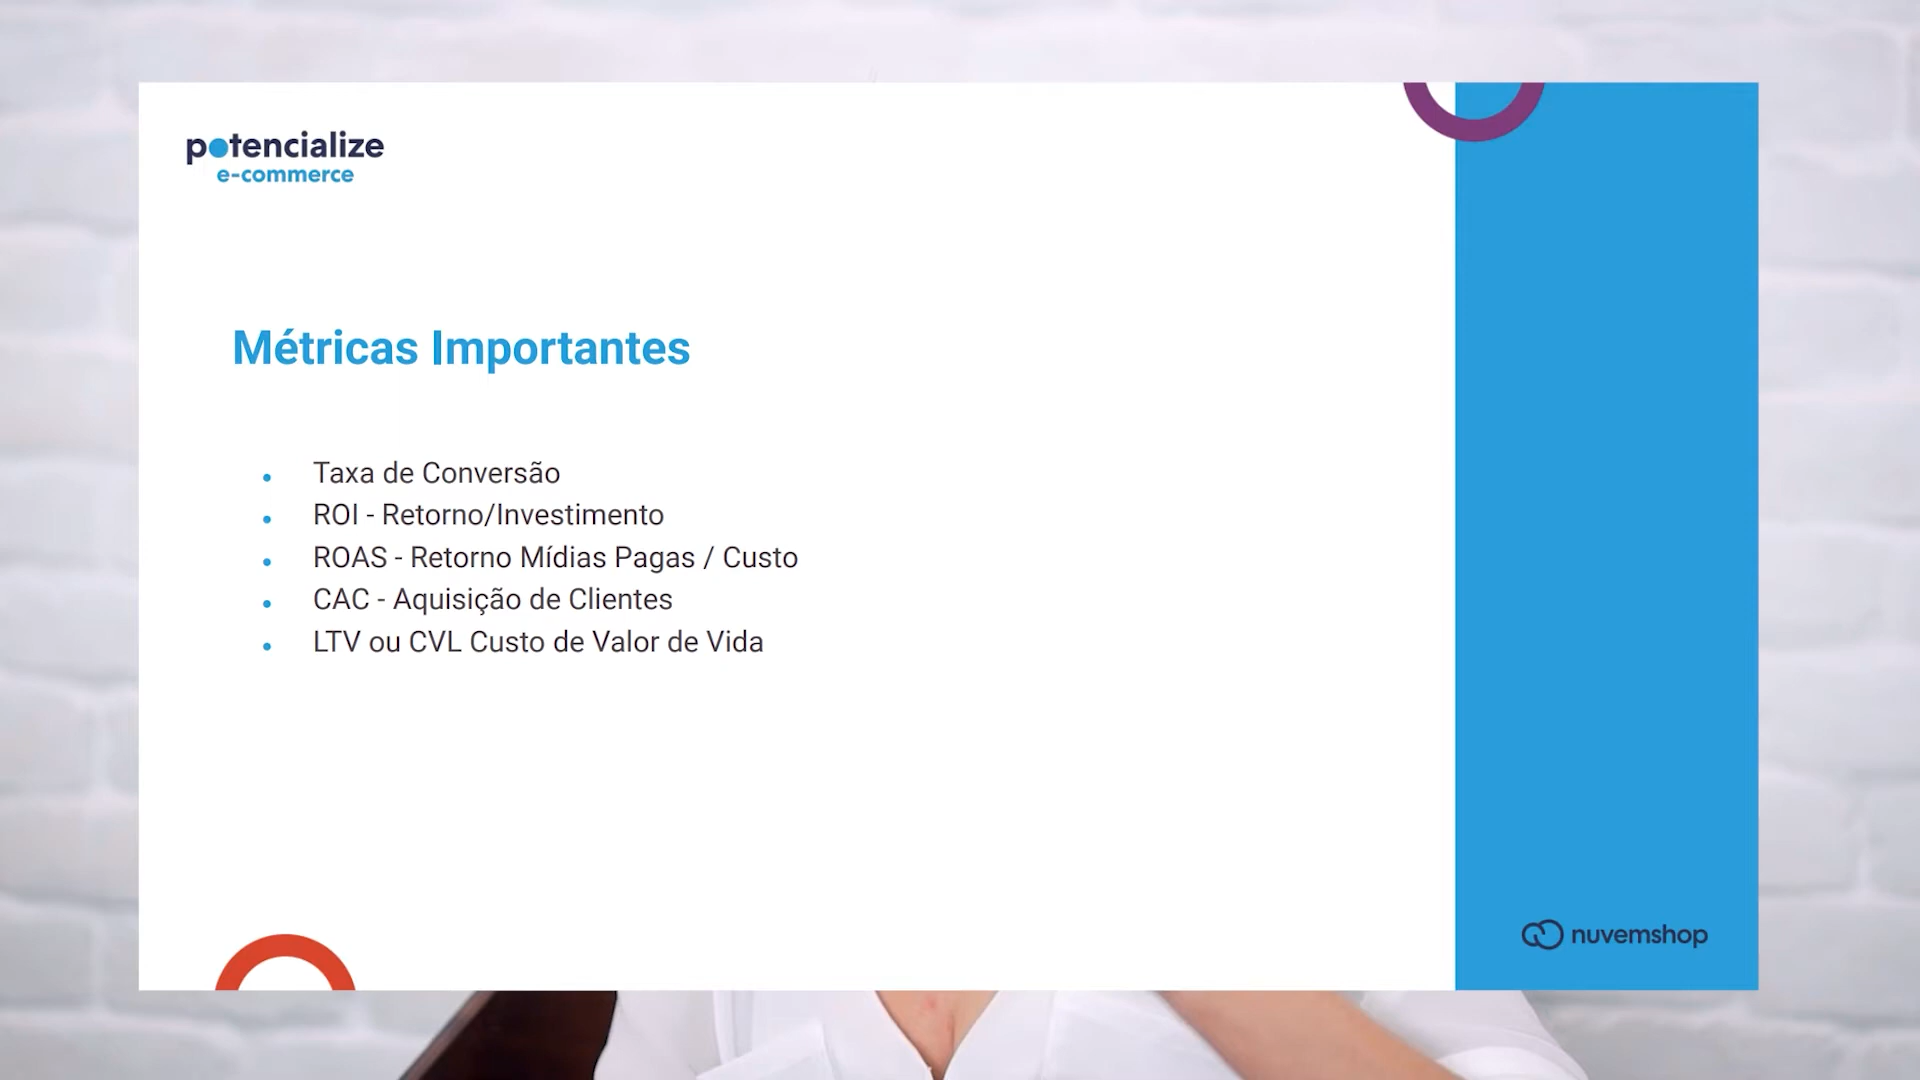 potencialize
e-commerce
Métricas Importantes
Taxa de Conversão
ROI - Retorno/Investimento
ROAS - Retorno Mídias Pagas / Custo
CAC - Aquisição de Clientes
LTV ou CVL Custo de Valor de Vida
nuvemshop